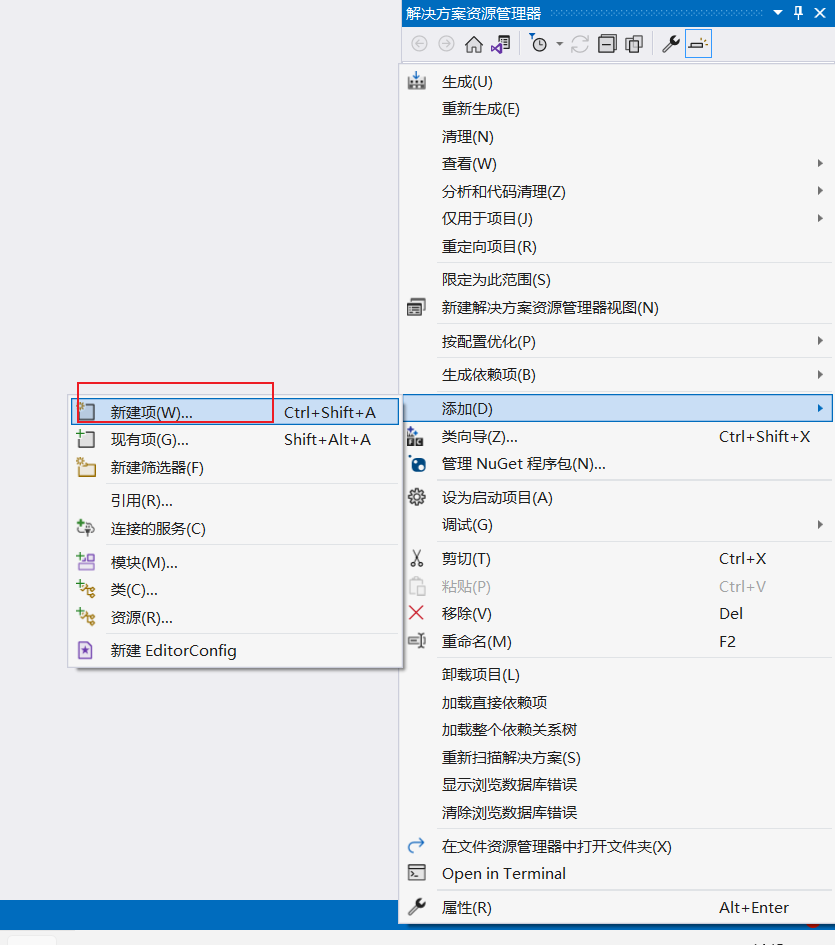 解决方案资源管理器
生成(U)
重新生成(E)
清理(N)
查看(W)
分析和代码清理(Z)
仅用于项目(J)
重定向项目(R)
限定为此范围(S)
新建解决方案资源管理器视图(N)
按配置优化(P)
生成依赖项(B)
添加(D)
新建项(W)... Ctrl+Shift+A
现有项(G)... Shift+Alt+A
新建筛选器(F)
引用(R)...
连接的服务(C)
模块(M)...
类(C)...
资源(R)...
新建 EditorConfig
类向导(Z)... Ctrl+Shift+X
管理 NuGet 程序包(N)...
设为启动项目(A)
调试(G)
剪切(T) Ctrl+X
粘贴(P) Ctrl+V
移除(V) Del
重命名(M) F2
卸载项目(L)
加载直接依赖项
加载整个依赖关系树
重新扫描解决方案(S)
显示浏览数据库错误
清除浏览数据库错误
在文件资源管理器中打开文件夹(X)
Open in Terminal
属性(R) Alt+Enter